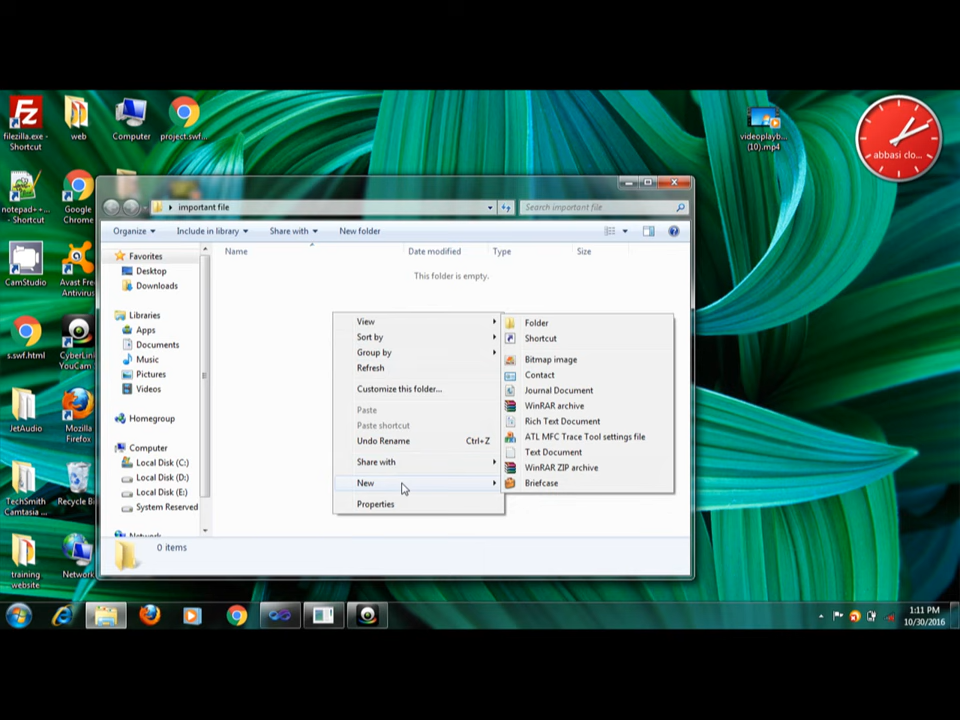 filezilla.exe - Shortcut
web
Computer
project.swf...
videoplayb... (10).mp4
abbasi clo...
notepad++... - Shortcut
Google Chrome
CamStudio
Avast Free Antivirus
s.swf.html
CyberLink YouCam
JetAudio
Mozilla Firefox
TechSmith Camtasia
Recycle Bi
training website
Network
important file
Search important file
Organize
Include in library
Share with
New folder
Name
Date modified
Type
Size
This folder is empty.
Favorites
Desktop
Downloads
Libraries
Apps
Documents
Music
Pictures
Videos
Homegroup
Computer
Local Disk (C:)
Local Disk (D:)
Local Disk (E:)
System Reserved
Network
0 items
View
Sort by
Group by
Refresh
Customize this folder...
Paste
Paste shortcut
Undo Rename Ctrl+Z
Share with
New
Properties
Folder
Shortcut
Bitmap image
Contact
Journal Document
WinRAR archive
Rich Text Document
ATL MFC Trace Tool settings file
Text Document
WinRAR ZIP archive
Briefcase
1:11 PM
10/30/2016